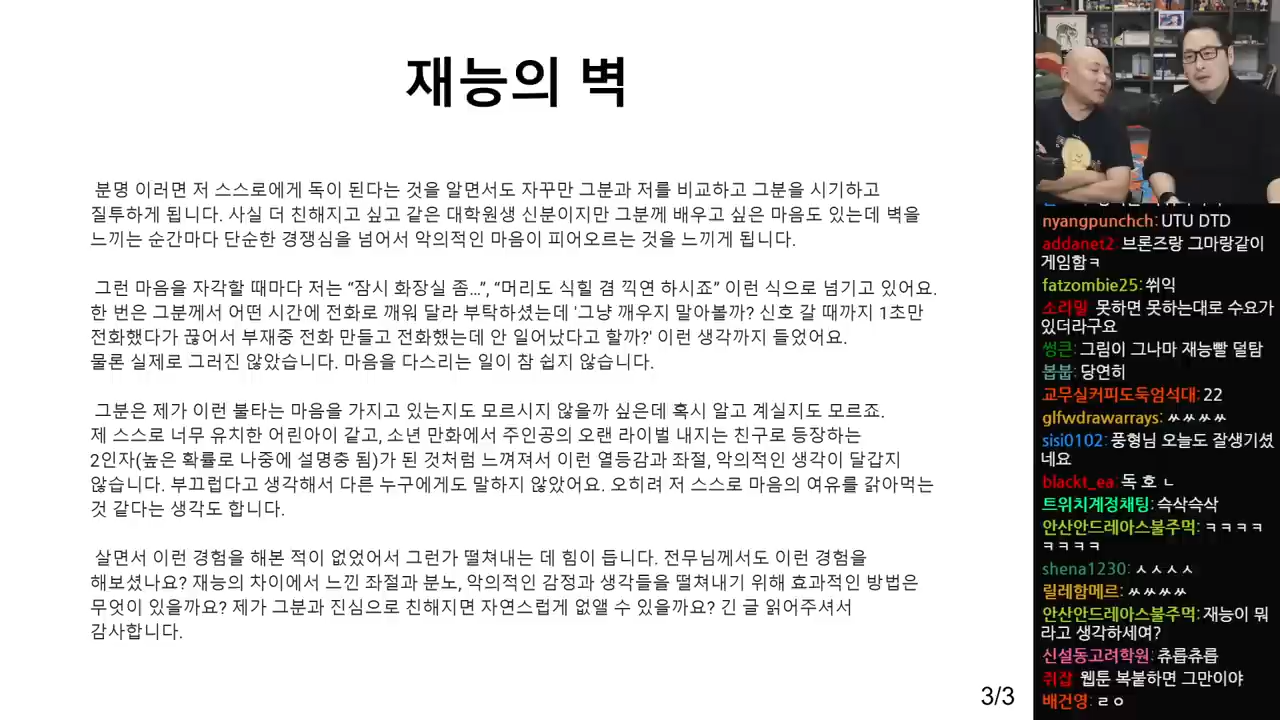 재능의 벽
분명 이러면 저 스스로에게 독이 된다는 것을 알면서도 자꾸만 그분과 저를 비교하고 그분을 시기하고
질투하게 됩니다. 사실 더 친해지고 싶고 같은 대학원생 신분이지만 그분께 배우고 싶은 마음도 있는데 벽을
느끼는 순간마다 단순한 경쟁심을 넘어서 악의적인 마음이 피어오르는 것을 느끼게 됩니다.
그런 마음을 자각할 때마다 저는 “잠시 화장실 좀...”, “머리도 식힐 겸 끽연 하시죠” 이런 식으로 넘기고 있어요.
한 번은 그분께서 어떤 시간에 전화로 깨워 달라 부탁하셨는데 '그냥 깨우지 말아볼까? 신호 갈 때까지 1초만
전화했다가 끊어서 부재중 전화 만들고 전화했는데 안 일어났다고 할까?' 이런 생각까지 들었어요.
물론 실제로 그러진 않았습니다. 마음을 다스리는 일이 참 쉽지 않습니다.
그분은 제가 이런 불타는 마음을 가지고 있는지도 모르시지 않을까 싶은데 혹시 알고 계실지도 모르죠.
제 스스로 너무 유치한 어린아이 같고, 소년 만화에서 주인공의 오랜 라이벌 내지는 친구로 등장하는
2인자(높은 확률로 나중에 설명충 됨)가 된 것처럼 느껴져서 이런 열등감과 좌절, 악의적인 생각이 달갑지
않습니다. 부끄럽다고 생각해서 다른 누구에게도 말하지 않았어요. 오히려 저 스스로 마음의 여유를 갉아먹는
것 같다는 생각도 합니다.
살면서 이런 경험을 해본 적이 없었어서 그런가 떨쳐내는 데 힘이 듭니다. 전무님께서도 이런 경험을
해보셨나요? 재능의 차이에서 느낀 좌절과 분노, 악의적인 감정과 생각들을 떨쳐내기 위해 효과적인 방법은
무엇이 있을까요? 제가 그분과 진심으로 친해지면 자연스럽게 없앨 수 있을까요? 긴 글 읽어주셔서
감사합니다.
3/3
nyangpunchch: UTU DTD
addanet2: 브론즈랑 그마랑같이
게임함ㅋ
fatzombie25: 쒸익
소리말 못하면 못하는대로 수요가
있더라구요
썽큰: 그림이 그나마 재능빨 덜탐
봅붑: 당연히
교무실커피도둑엄석대: 22
glfwdrawarrays: ㅆㅆㅆㅆ
sisi0102: 풍형님 오늘도 잘생기셨
네요
blackt_ea: 독 호 ㄴ
트위치계정채팅: 슥삭슥삭
안산안드레아스불주먹: ㅋㅋㅋㅋ
ㅋㅋㅋㅋ
shena1230: ㅅㅅㅅㅅ
릴레함메르: ㅆㅆㅆㅆ
안산안드레아스불주먹: 재능이 뭐
라고 생각하세여?
신설동고려학원: 츄릅츄릅
쥐잡 웹툰 복붙하면 그만이야
배건영: ㄹㅇ